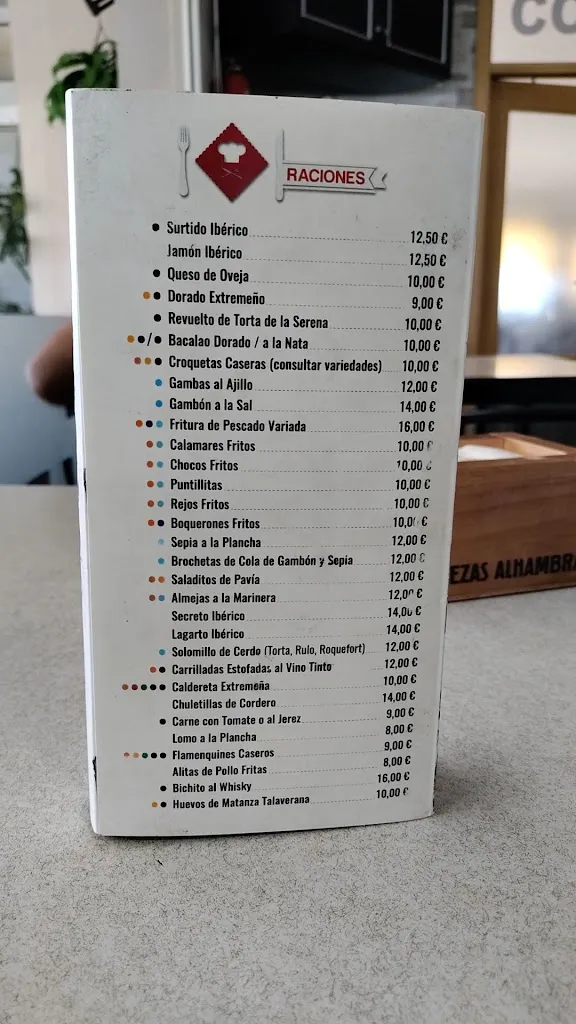 CO
RACIONES
Surtido Ibérico 12,50 €
Jamón Ibérico 12,50 €
Queso de Oveja 10,00 €
Dorado Extremeño 9,00 €
Revuelto de Torta de la Serena 10,00 €
/ Bacalao Dorado / a la Nata 10,00 €
Croquetas Caseras (consultar variedades) 10,00 €
Gambas al Ajillo 12,00 €
Gambón a la Sal 14,00 €
Fritura de Pescado Variada 16,00 €
Calamares Fritos 10,00 €
Chocos Fritos 10,00 €
Puntillitas 10,00 €
Rejos Fritos 10,00 €
Boquerones Fritos 10,00 €
Sepia a la Plancha 12,00 €
Brochetas de Cola de Gambón y Sepia 12,00 €
Saladitos de Pavía 12,00 €
Almejas a la Marinera 12,00 €
Secreto Ibérico 14,00 €
Lagarto Ibérico 14,00 €
Solomillo de Cerdo (Torta, Rulo, Roquefort) 12,00 €
Carrilladas Estofadas al Vino Tinto 12,00 €
Caldereta Extremeña 10,00 €
Chuletillas de Cordero 14,00 €
Carne con Tomate o al Jerez 9,00 €
Lomo a la Plancha 8,00 €
Flamenquines Caseros 9,00 €
Alitas de Pollo Fritas 8,00 €
Bichito al Whisky 16,00 €
Huevos de Matanza Talaverana 10,00 €
EZAS ALHAMBRA